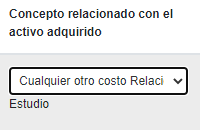 Concepto relacionado con el
activo adquirido
Cualquier otro costo Relaci
Estudio